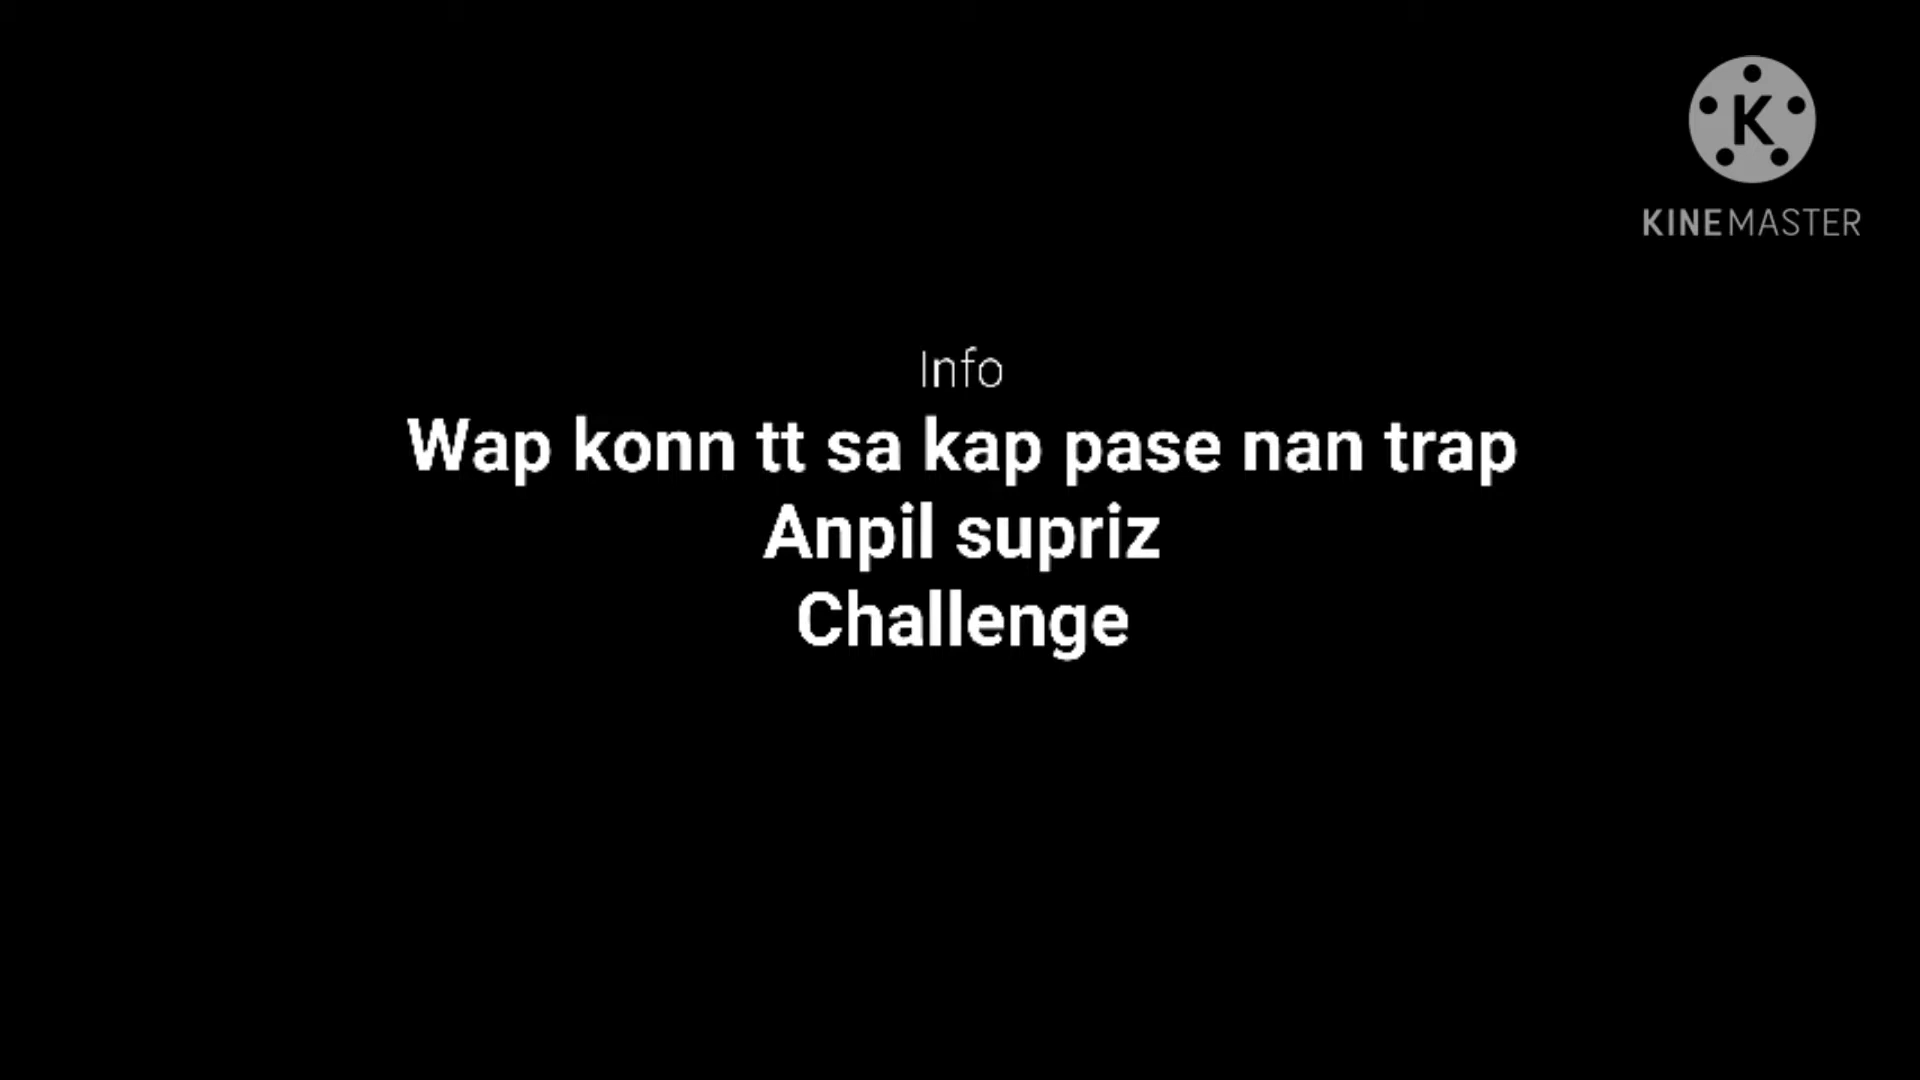 K
KINEMASTER
Info
Wap konn tt sa kap pase nan trap
Anpil supriz
Challenge